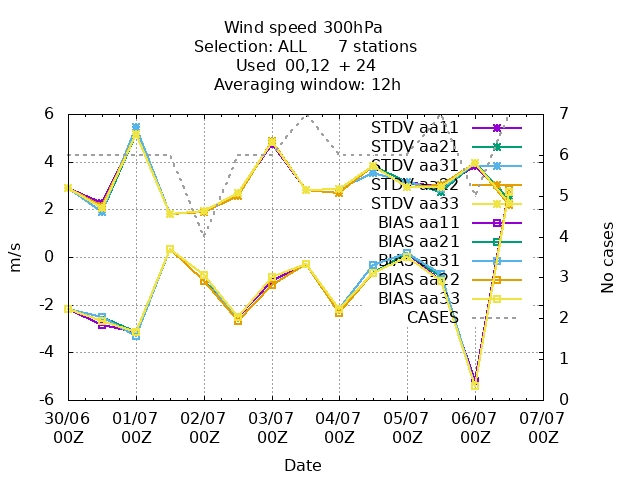 Wind speed 300hPa
Selection: ALL 7 stations
Used 00,12 + 24
Averaging window: 12h
6 7
4 6
2 5
0 4
-2 3
-4 2
-6 1
0
m/s
No cases
STDV aa11
STDV aa21
STDV aa31
STDV aa22
STDV aa33
BIAS aa11
BIAS aa21
BIAS aa31
BIAS aa22
BIAS aa33
CASES
30/06 01/07 02/07 03/07 04/07 05/07 06/07 07/07
00Z 00Z 00Z 00Z 00Z 00Z 00Z 00Z
Date